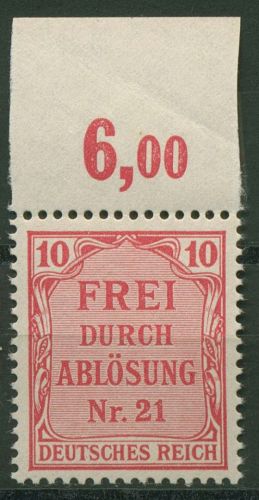 6,00
10 10
FREI
DURCH
ABLÖSUNG
Nr. 21
DEUTSCHES REICH